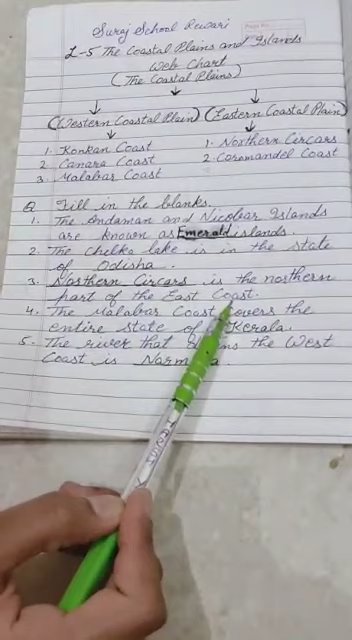 Suraj School Rewari
L-5 The Coastal Plains and Islands
Web Chart
(The Coastal Plains)
(Western Coastal Plain) (Eastern Coastal Plain)
1. Konkan Coast 1. Northern Circars
2. Canara Coast 2. Coromandel Coast
3. Malabar Coast
Q Fill in the blanks.
1. The Andaman and Nicobar Islands
are known as Emerald islands.
2. The Chelka lake is in the state
of Odisha.
3. Northern Circars is the northern
part of the East Coast.
4. The Malabar Coast covers the
entire state of Kerala.
5. The river that the West
Coast is